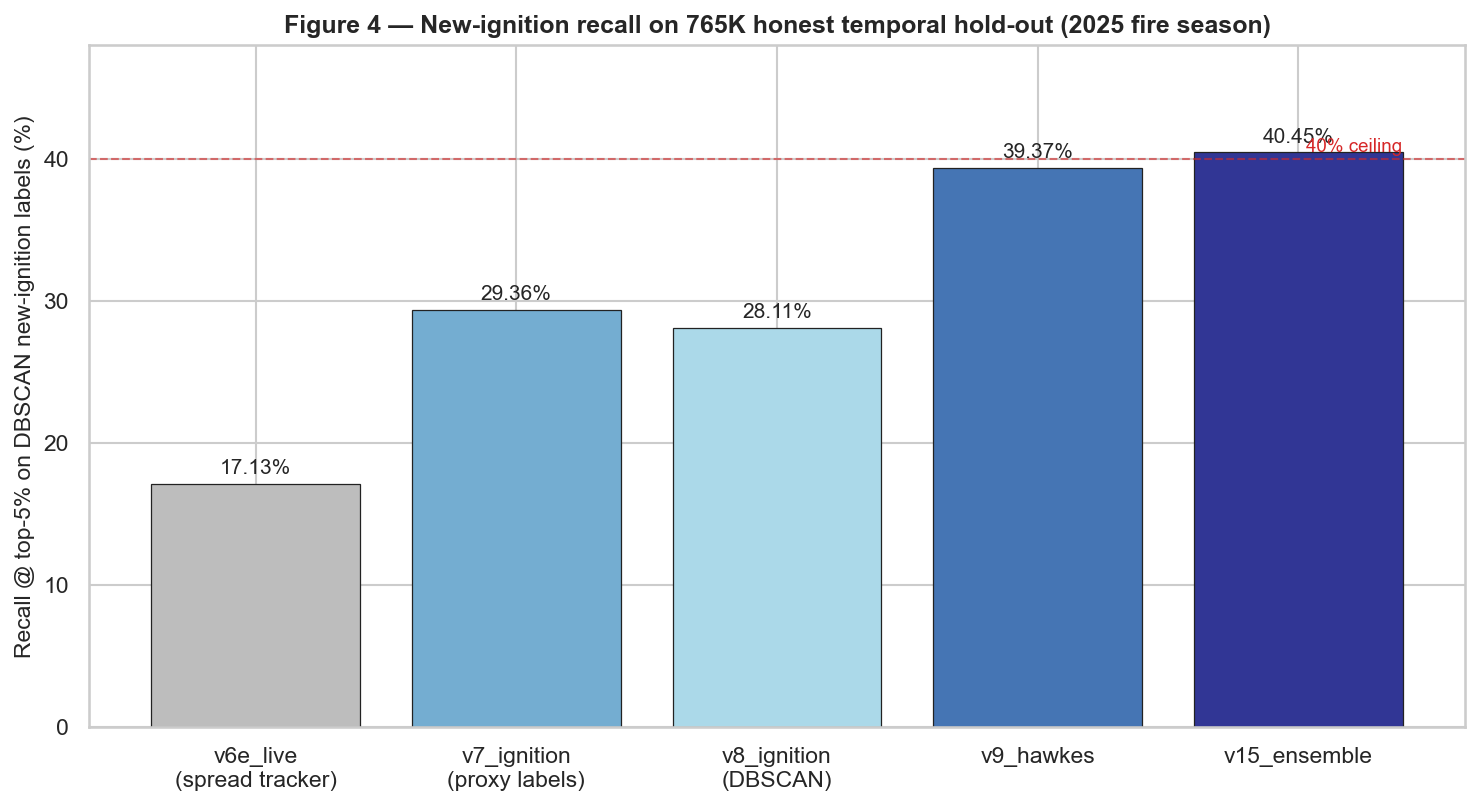 Figure 4 — New-ignition recall on 765K honest temporal hold-out (2025 fire season)
Recall @ top-5% on DBSCAN new-ignition labels (%)
40
30
20
10
0
17.13%
29.36%
28.11%
39.37%
40.45%
40% ceiling
v6e_live
(spread tracker)
v7_ignition
(proxy labels)
v8_ignition
(DBSCAN)
v9_hawkes
v15_ensemble